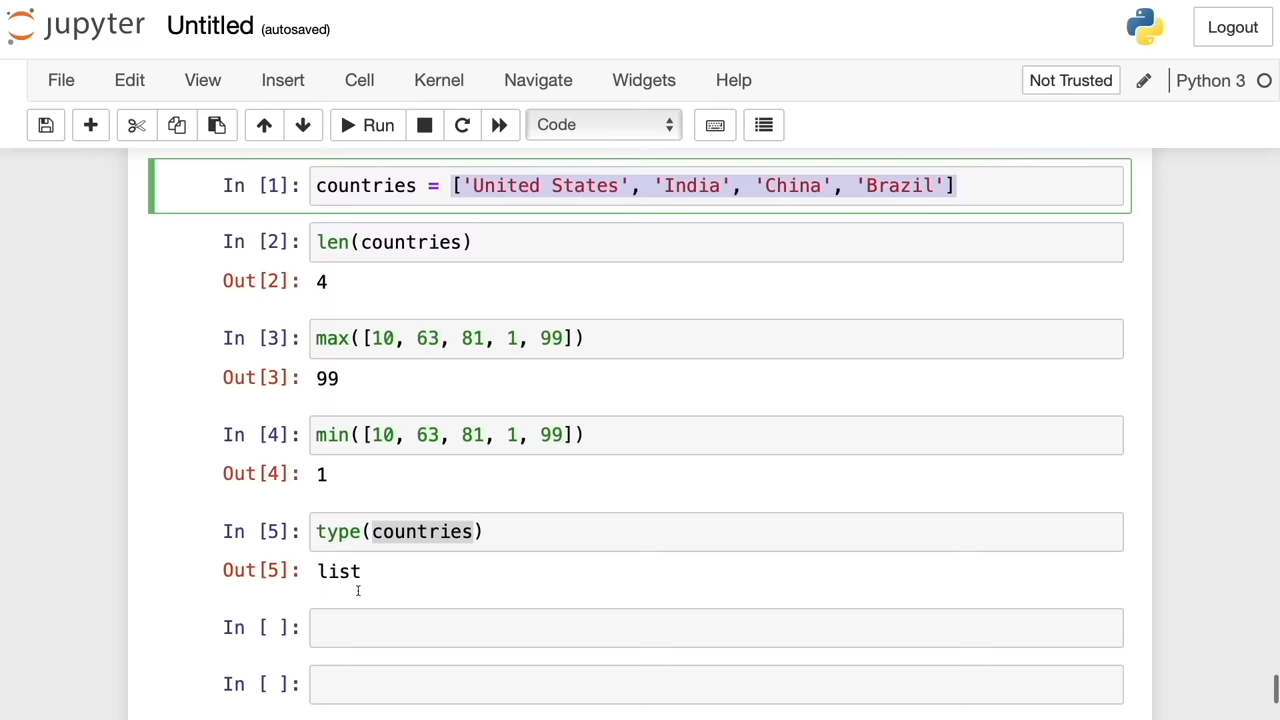 jupyter Untitled (autosaved) Logout
File Edit View Insert Cell Kernel Navigate Widgets Help Not Trusted Python 3
Run Code
In [1]: countries = ['United States', 'India', 'China', 'Brazil']
In [2]: len(countries)
Out[2]: 4
In [3]: max([10, 63, 81, 1, 99])
Out[3]: 99
In [4]: min([10, 63, 81, 1, 99])
Out[4]: 1
In [5]: type(countries)
Out[5]: list
In [ ]:
In [ ]: